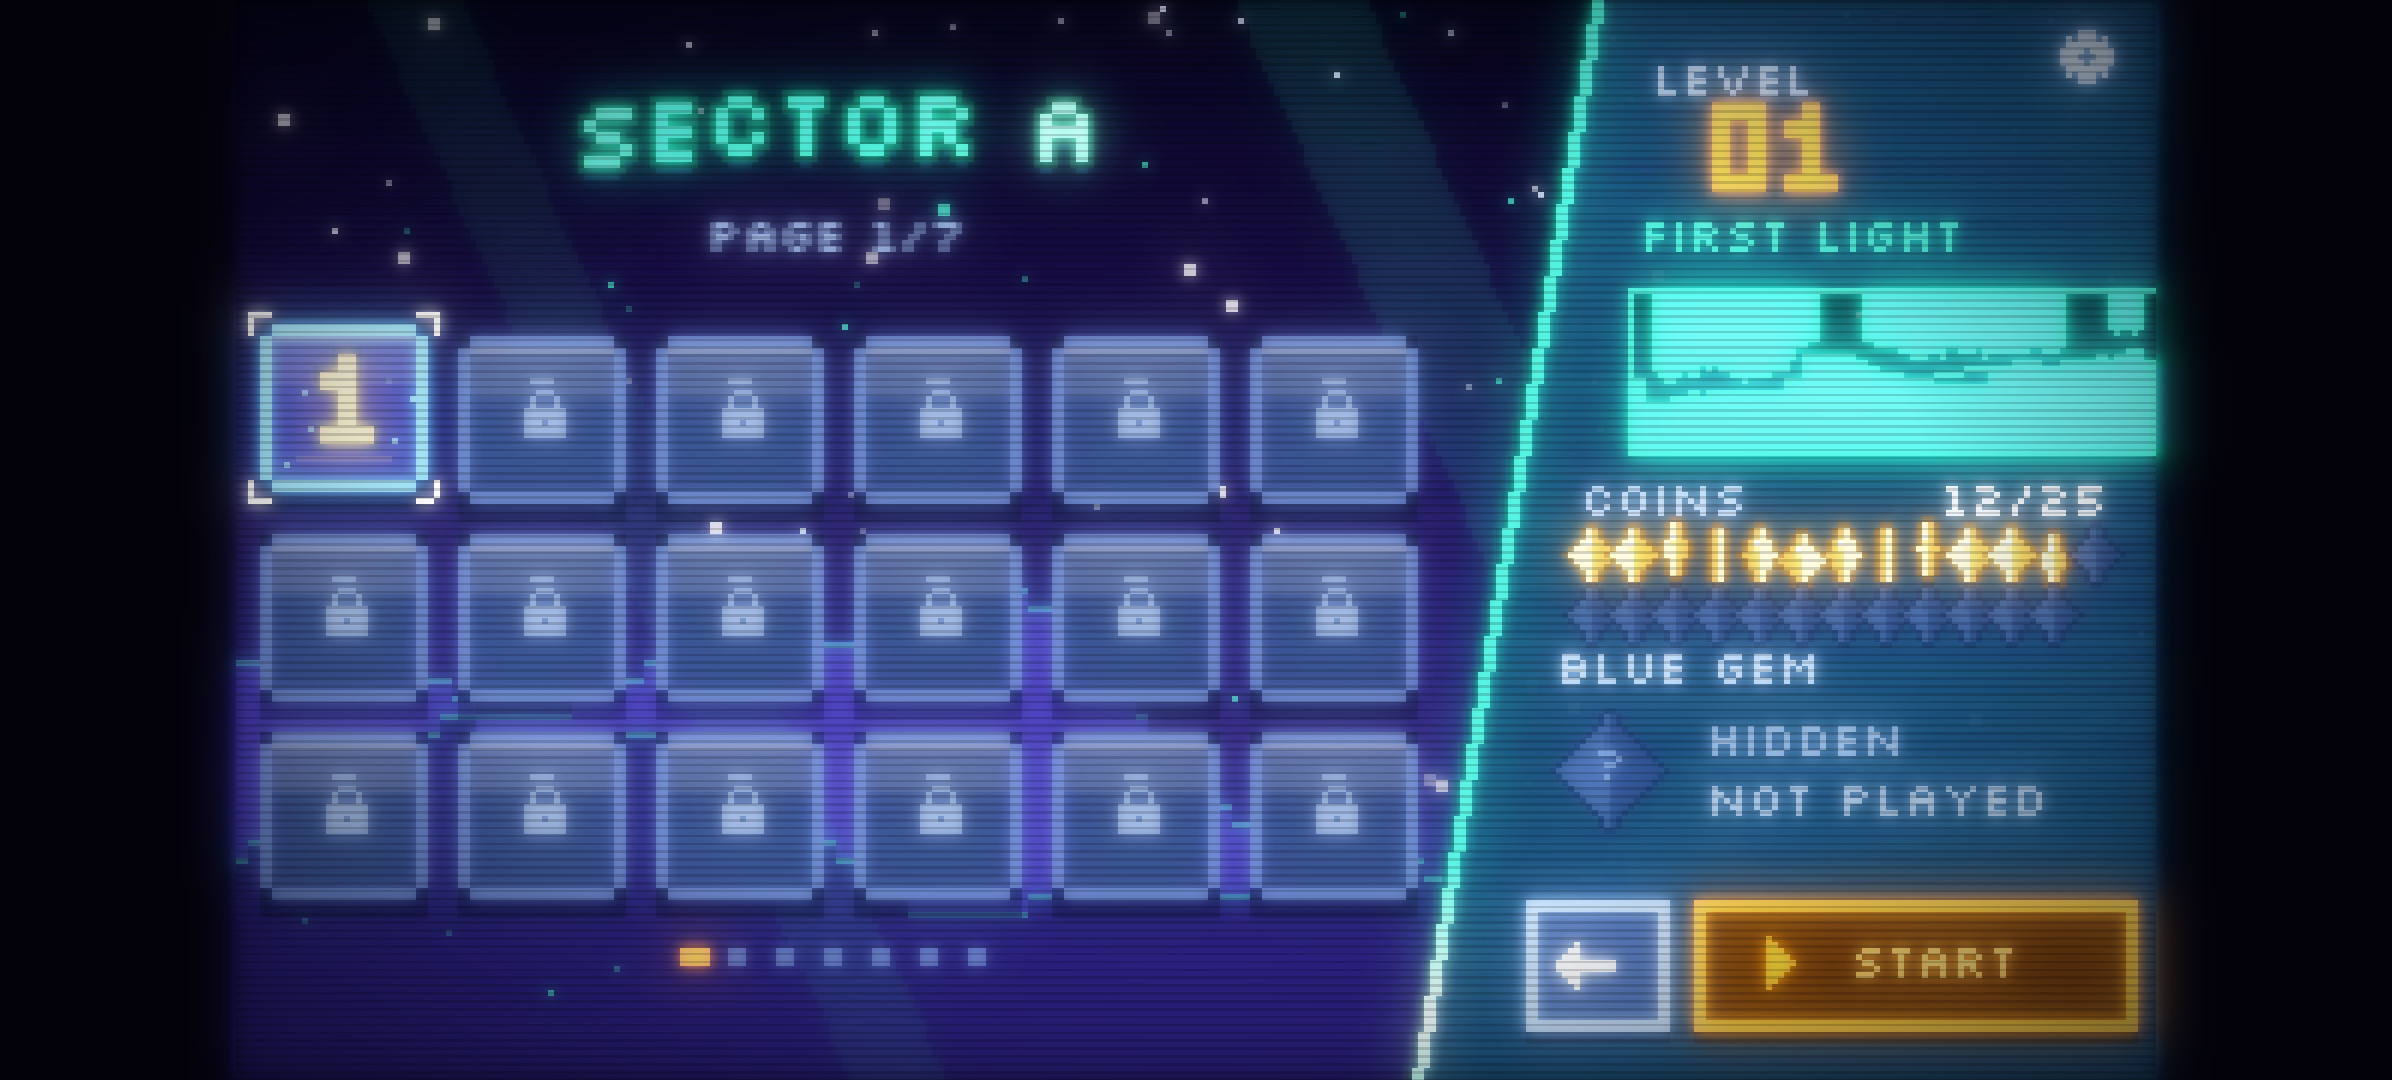 SECTOR A
PAGE 1/7
1
LEVEL
01
FIRST LIGHT
COINS 12/25
BLUE GEM
?
HIDDEN
NOT PLAYED
START